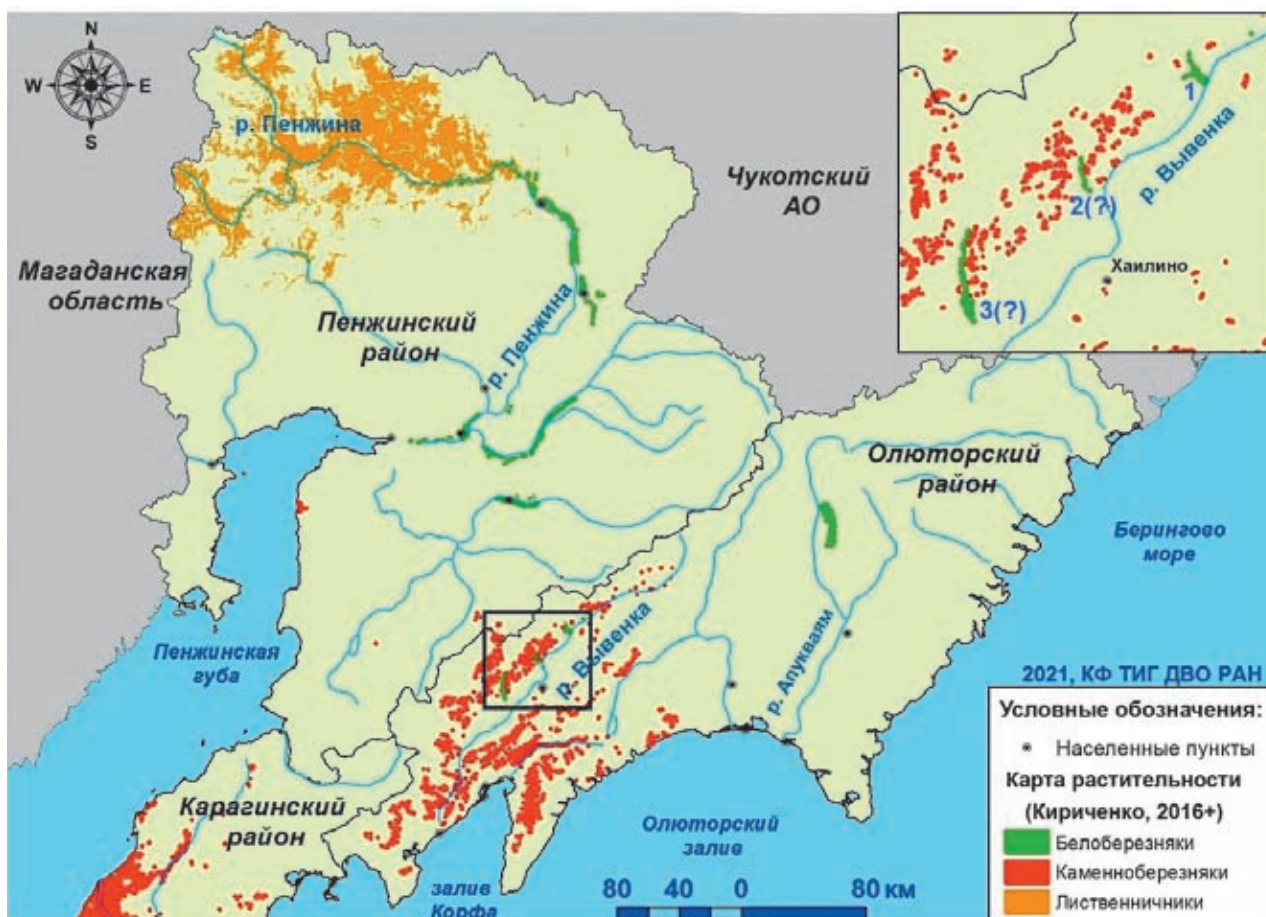 N
W
E
S
р. Пенжина
Чукотский
АО
Магаданская
область
Пенжинский
район
р. Пенжина
1
р. Вывенка
2(?)
Хаилино
3(?)
Олюторский
район
Берингово
море
Пенжинская
губа
р. Вывенка
р. Апукваям
Карагинский
район
Олюторский
залив
залив
Корфа
80 40 0 80 км
2021, КФ ТИГ ДВО РАН
Условные обозначения:
Населенные пункты
Карта растительности
(Кириченко, 2016+)
Белоберезняки
Каменноберезняки
Лиственничники